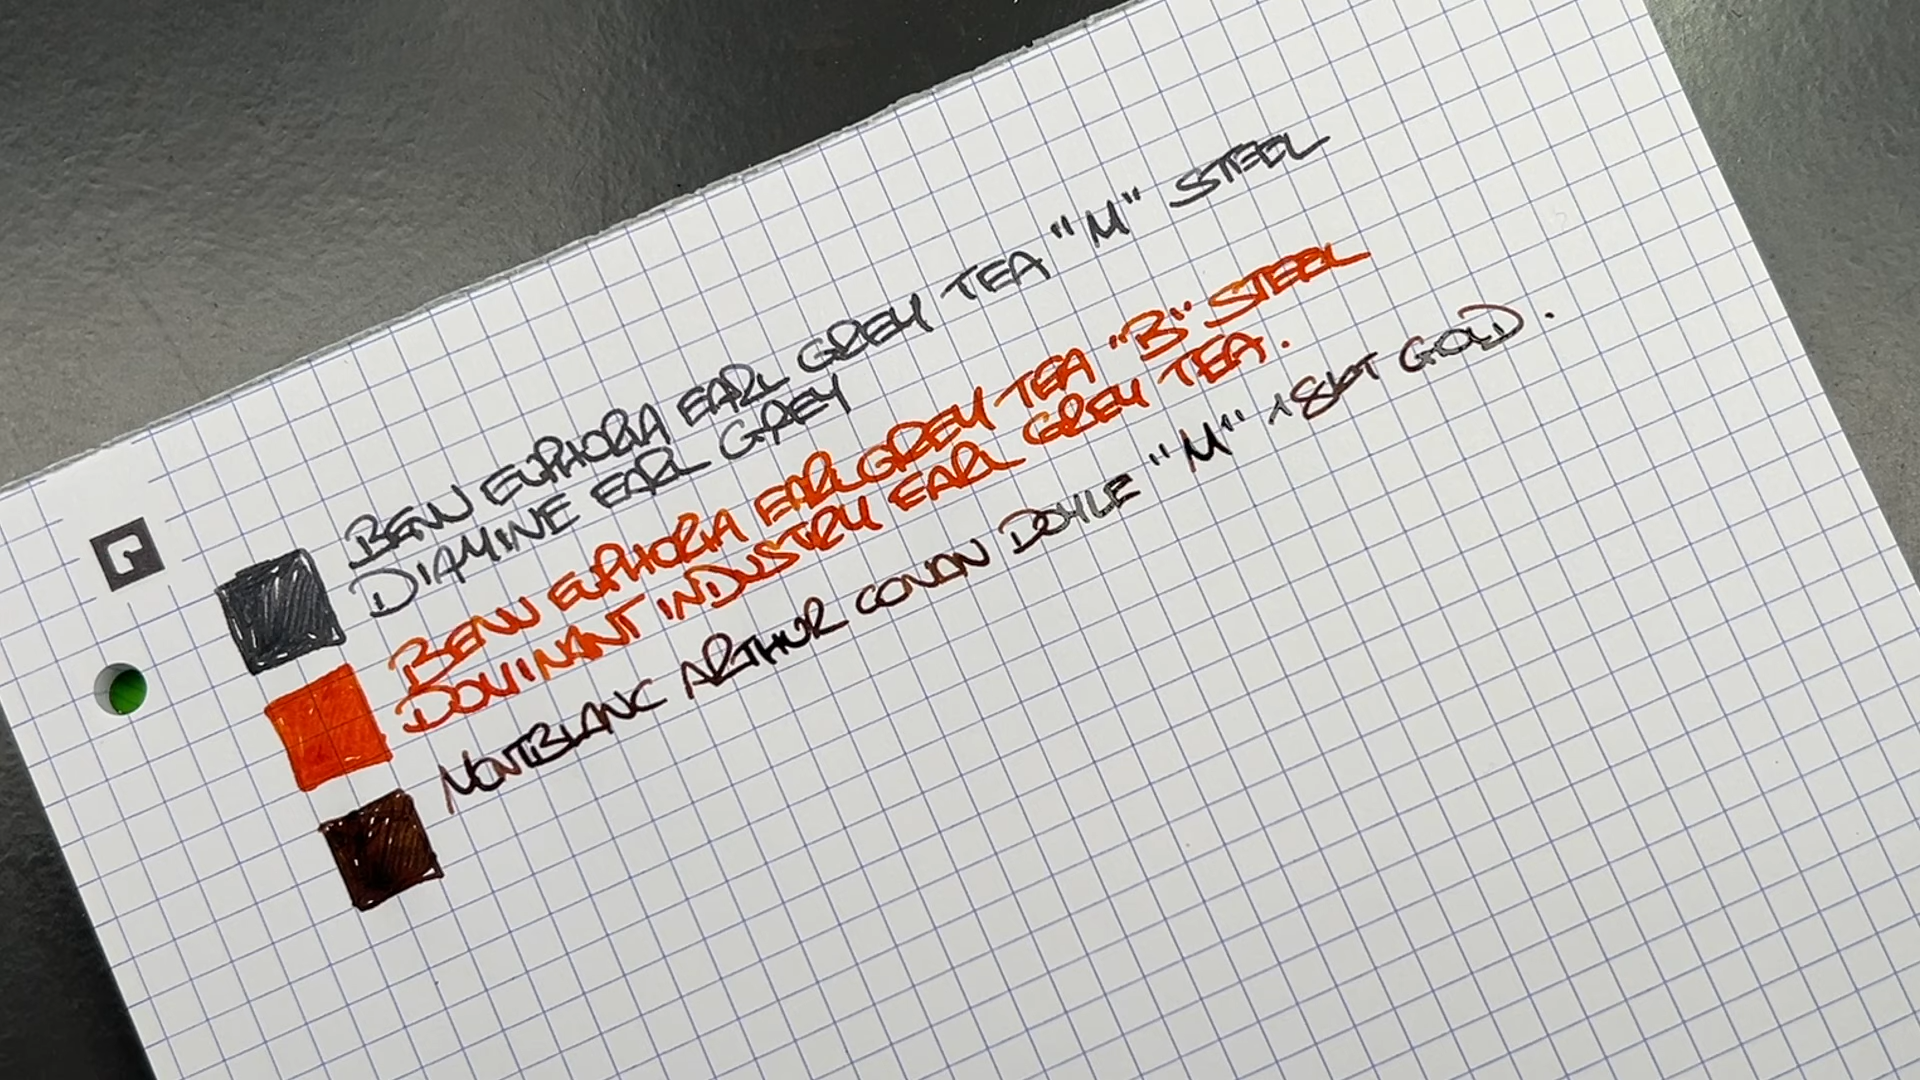 BENU EUPHORIA EARL GREY TEA "M" STEEL
DIAMINE EARL GREY
BENU EUPHORIA EARL GREY TEA "B" STEEL
DOMINANT INDUSTRY EARL GREY TEA.
MONTBLANC ARTHUR CONAN DOYLE "M" 18KT GOLD.